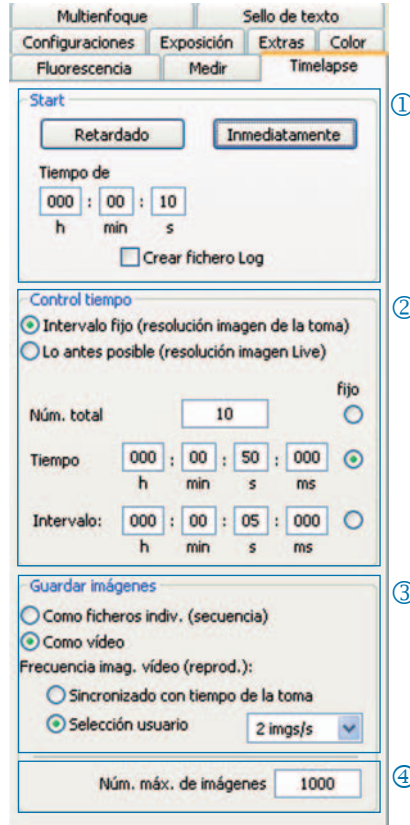 Multienfoque Sello de texto
Configuraciones Exposición Extras Color
Fluorescencia Medir Timelapse
Start ①
Retardado Inmediatamente
Tiempo de
000 : 00 : 10
h min s
Crear fichero Log
Control tiempo ②
Intervalo fijo (resolución imagen de la toma)
Lo antes posible (resolución imagen Live)
fijo
Núm. total 10
Tiempo 000 : 00 : 50 : 000
h min s ms
Intervalo: 000 : 00 : 05 : 000
h min s ms
Guardar imágenes ③
Como ficheros indiv. (secuencia)
Como vídeo
Frecuencia imag. vídeo (reprod.):
Sincronizado con tiempo de la toma
Selección usuario 2 imgs/s
Núm. máx. de imágenes 1000 ④